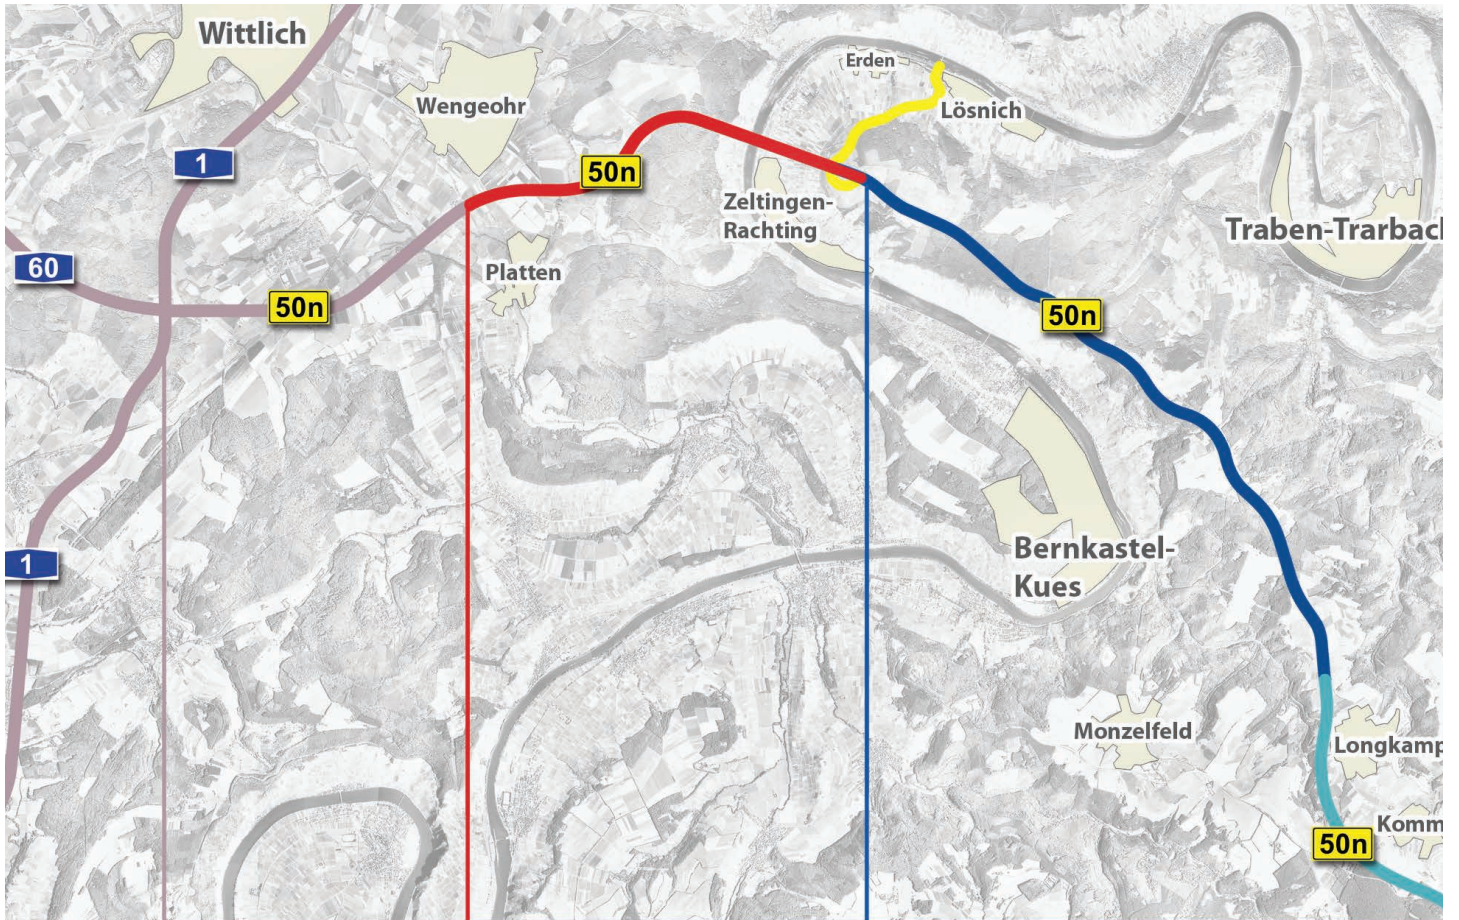 Wittlich
Erden
Wengeohr
Lösnich
1
50n
Zeltingen-
Rachting
Traben-Trarbach
60
Platten
50n
50n
1
Bernkastel-
Kues
Monzelfeld
Longkamp
Komm
50n